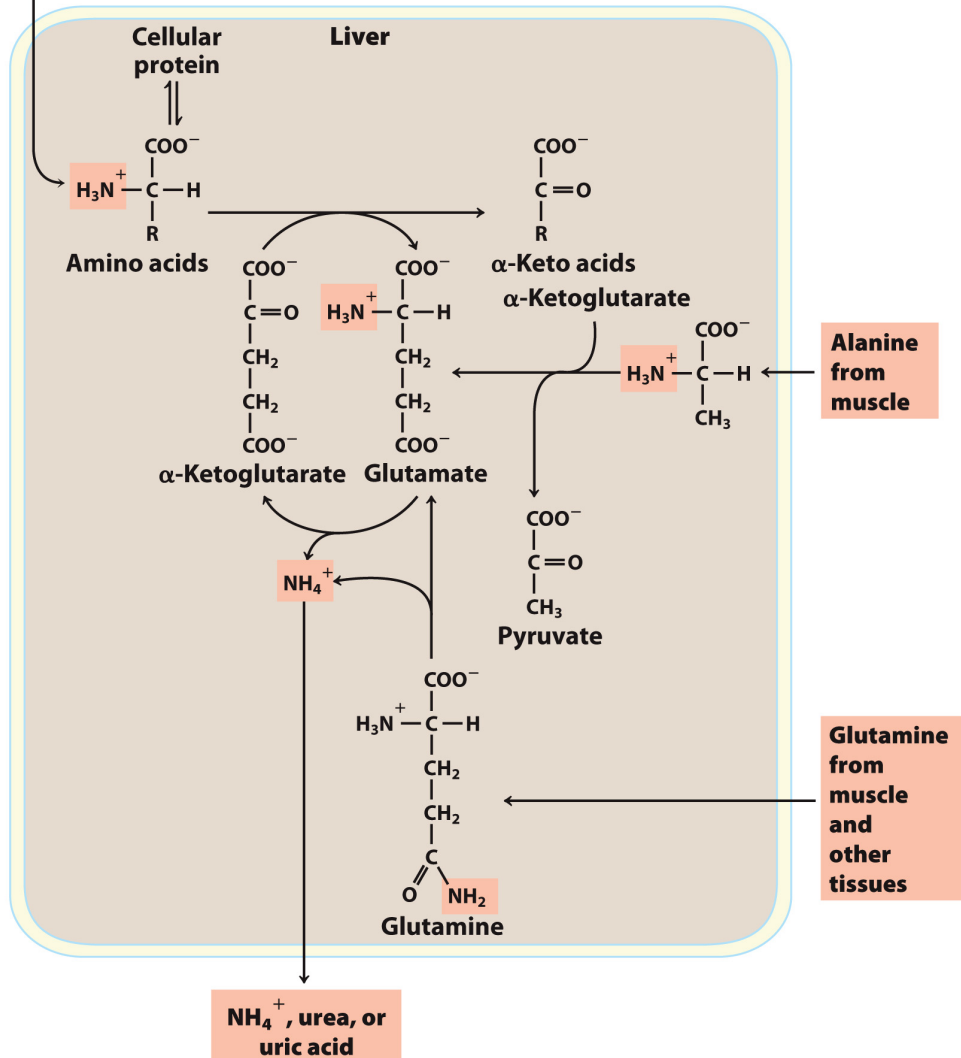 Cellular
protein
Liver
COO⁻
H₃N⁺—C—H
R
Amino acids
COO⁻
C=O
R
α-Keto acids
COO⁻
C=O
CH₂
CH₂
COO⁻
α-Ketoglutarate
COO⁻
H₃N⁺—C—H
CH₂
CH₂
COO⁻
Glutamate
α-Ketoglutarate
COO⁻
H₃N⁺—C—H
CH₃
Alanine
from
muscle
COO⁻
C=O
CH₃
Pyruvate
NH₄⁺
COO⁻
H₃N⁺—C—H
CH₂
CH₂
C
O
NH₂
Glutamine
Glutamine
from
muscle
and
other
tissues
NH₄⁺, urea, or
uric acid